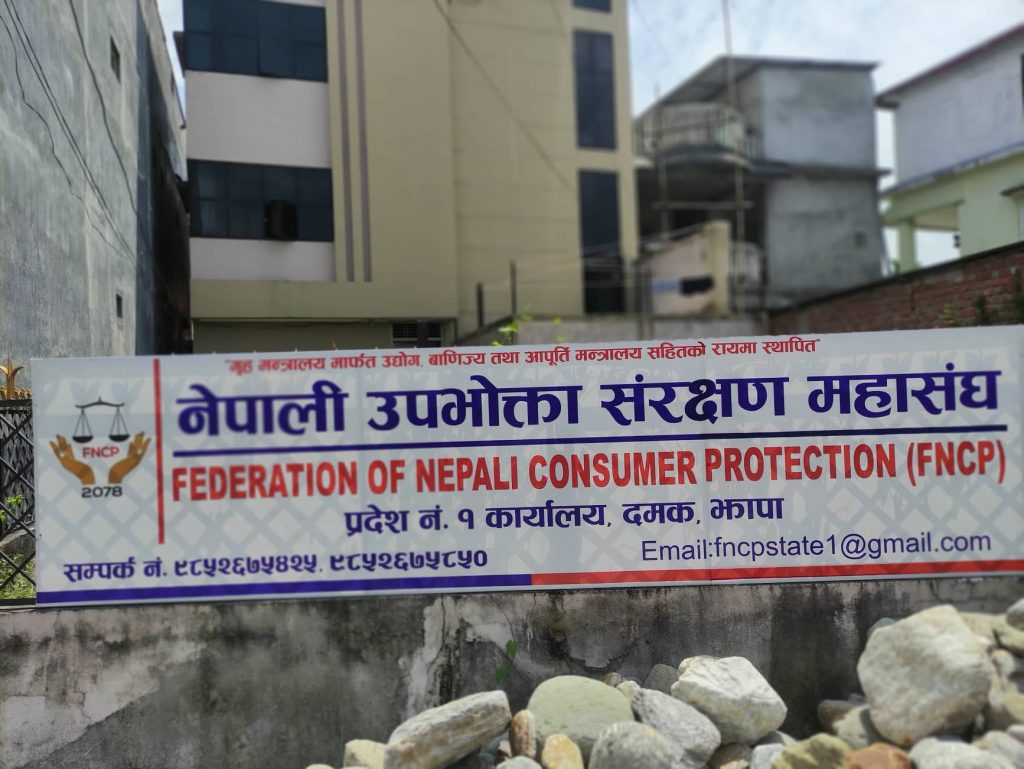 "गृह मन्त्रालय मार्फत उद्योग, बाणिज्य तथा आपूर्ति मन्त्रालय सहितको रायमा स्थापित"
नेपाली उपभोक्ता संरक्षण महासंघ
FNCP
2078
FEDERATION OF NEPALI CONSUMER PROTECTION (FNCP)
प्रदेश नं. १ कार्यालय, दमक, झापा
सम्पर्क नं. ९८५२६७५४२५, ९८५२६७५८५०
Email:fncpstate1@gmail.com